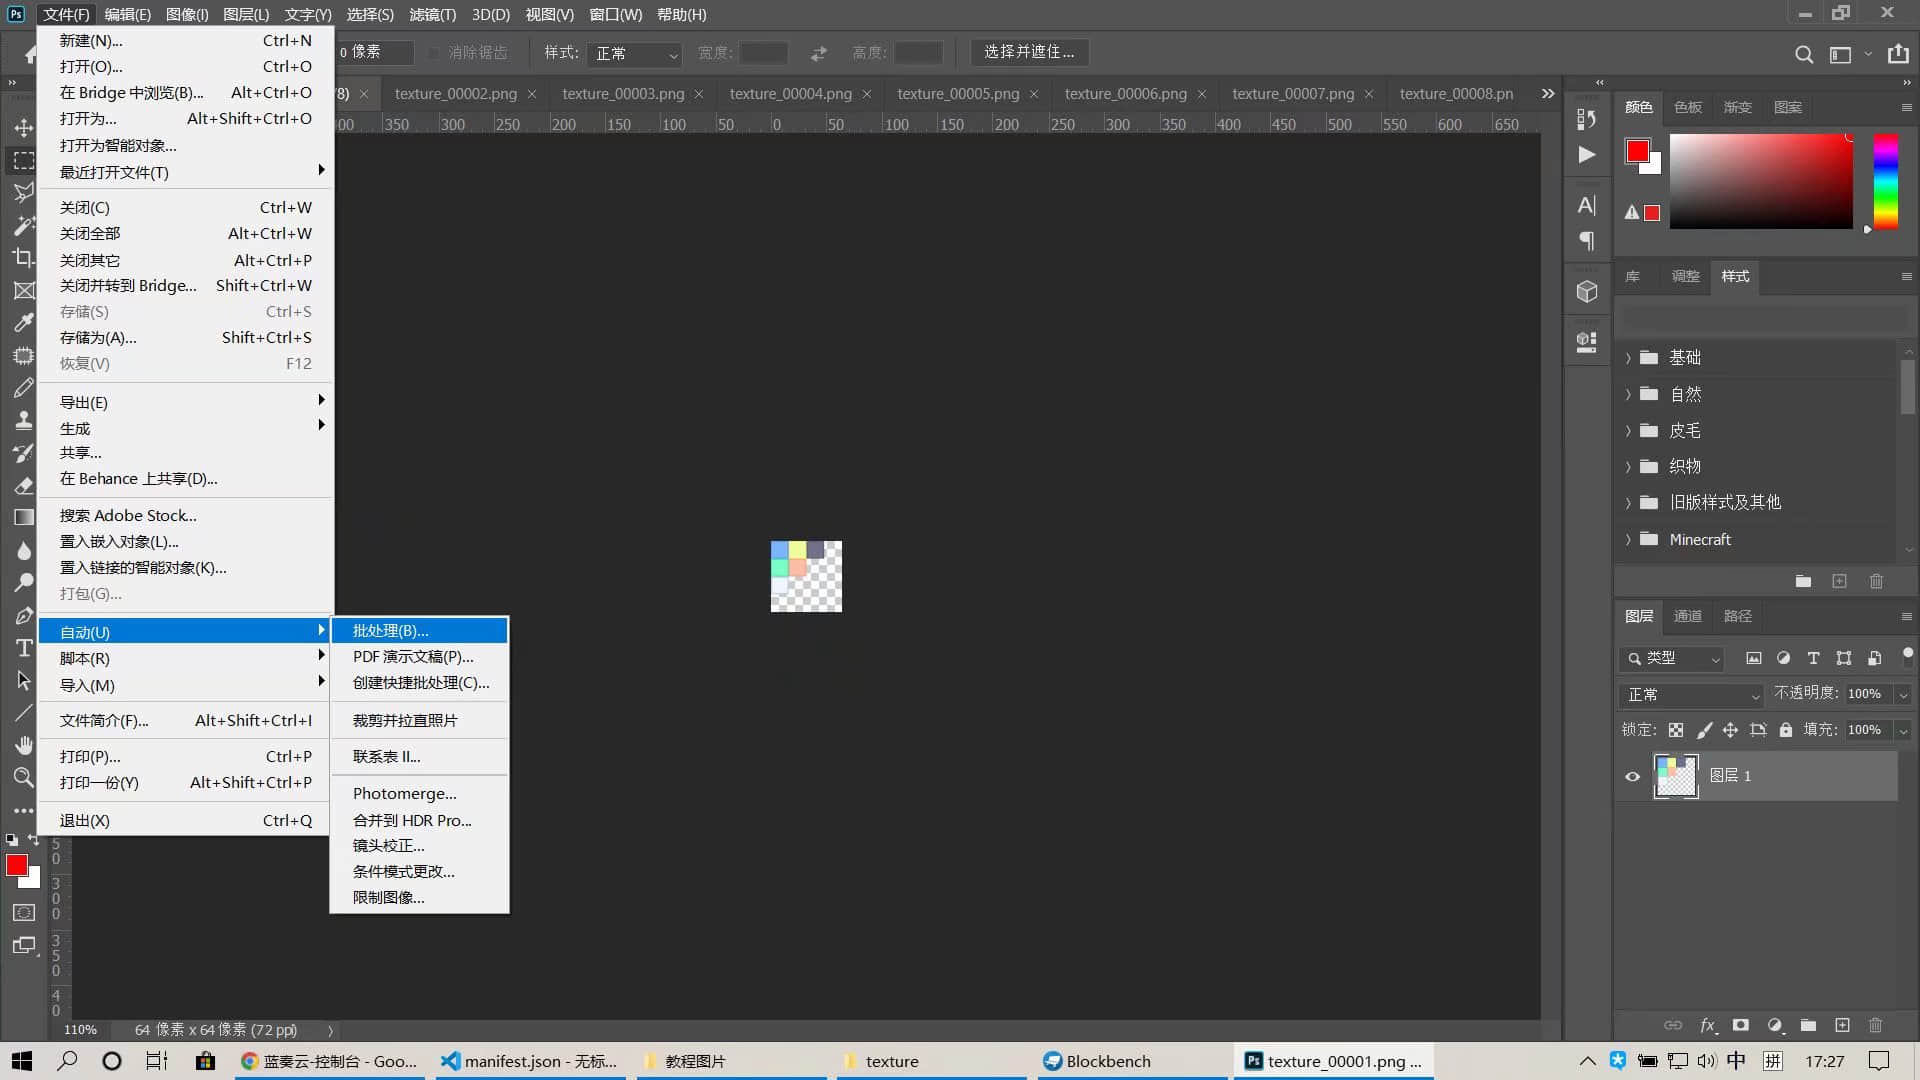 Ps 文件(F) 编辑(E) 图像(I) 图层(L) 文字(Y) 选择(S) 滤镜(T) 3D(D) 视图(V) 窗口(W) 帮助(H)
0 像素 消除锯齿 样式: 正常 宽度: 高度: 选择并遮住...
/8) × texture_00002.png × texture_00003.png × texture_00004.png × texture_00005.png × texture_00006.png × texture_00007.png × texture_00008.pn
00 350 300 250 200 150 100 50 0 50 100 150 200 250 300 350 400 450 500 550 600 650
新建(N)... Ctrl+N
打开(O)... Ctrl+O
在 Bridge 中浏览(B)... Alt+Ctrl+O
打开为... Alt+Shift+Ctrl+O
打开为智能对象...
最近打开文件(T)
关闭(C) Ctrl+W
关闭全部 Alt+Ctrl+W
关闭其它 Alt+Ctrl+P
关闭并转到 Bridge... Shift+Ctrl+W
存储(S) Ctrl+S
存储为(A)... Shift+Ctrl+S
恢复(V) F12
导出(E)
生成
共享...
在 Behance 上共享(D)...
搜索 Adobe Stock...
置入嵌入对象(L)...
置入链接的智能对象(K)...
打包(G)...
自动(U)
脚本(R)
导入(M)
文件简介(F)... Alt+Shift+Ctrl+I
打印(P)... Ctrl+P
打印一份(Y) Alt+Shift+Ctrl+P
退出(X) Ctrl+Q
批处理(B)...
PDF 演示文稿(P)...
创建快捷批处理(C)...
裁剪并拉直照片
联系表 II...
Photomerge...
合并到 HDR Pro...
镜头校正...
条件模式更改...
限制图像...
50
300
350
40
颜色 色板 渐变 图案
库 调整 样式
基础
自然
皮毛
织物
旧版样式及其他
Minecraft
图层 通道 路径
类型
正常 不透明度: 100%
锁定: 填充: 100%
图层 1
fx
110% 64 像素 x 64 像素 (72 ppi)
蓝奏云-控制台 - Goo... manifest.json - 无标... 教程图片 texture Blockbench Ps texture_00001.png ... 中 拼 17:27